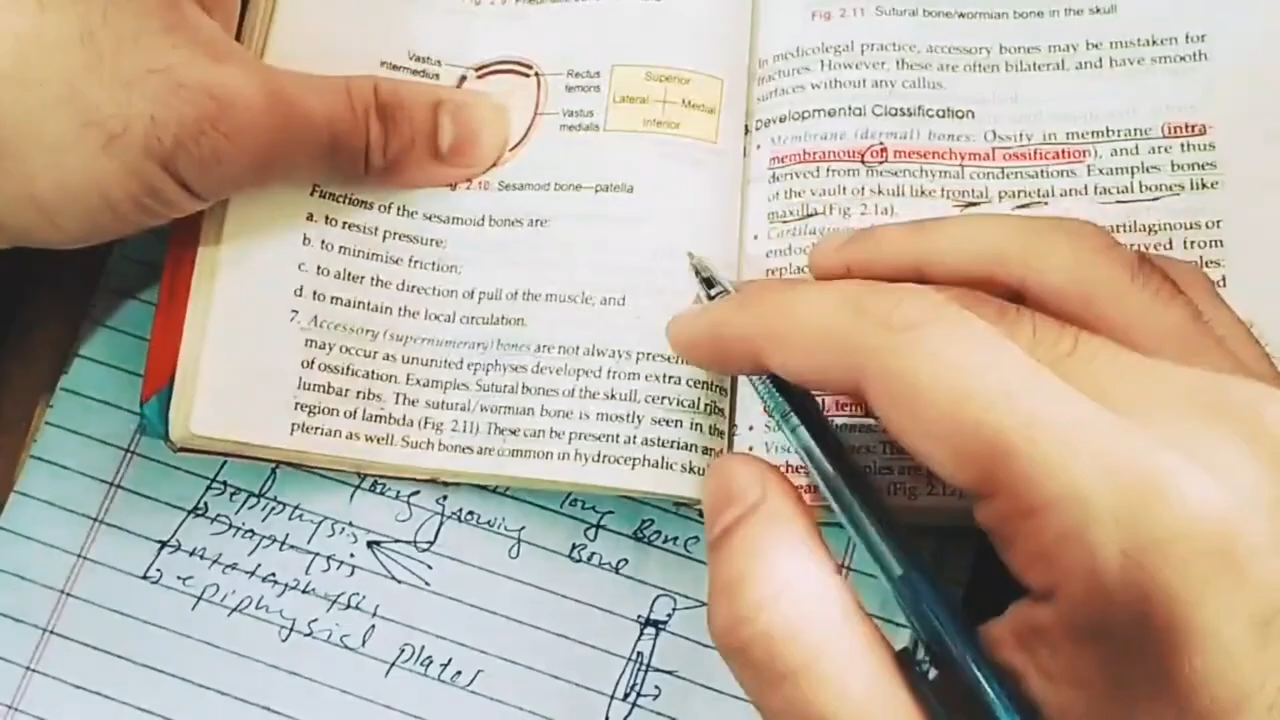 Fig. 2.11 Sutural bone/wormian bone in the skull
Vastus
intermedius
Rectus
femoris
Vastus
medialis
Superior
Lateral
Medial
Inferior
2.10: Sesamoid bone—patella
Functions of the sesamoid bones are:
a. to resist pressure;
b. to minimise friction;
c. to alter the direction of pull of the muscle; and
d. to maintain the local circulation.
7. Accessory (supernumerary) bones are not always
may occur as ununited epiphyses developed from extra centres
of ossification. Examples. Sutural bones of the skull, cervical ribs,
lumbar ribs. The sutural/wormian bone is mostly seen in the
region of lambda (Fig. 2.11). These can be present at asterian and
pterian as well. Such bones are common in hydrocephalic
In medicolegal practice, accessory bones may be mistaken for
fractures. However, these are often bilateral, and have smooth
surfaces without any callus.
Developmental Classification
• Membrane (dermal) bones: Ossify in membrane (intra-
membranous or mesenchymal ossification), and are thus
derived from mesenchymal condensations. Examples: bones
of the vault of skull like frontal, parietal and facial bones like
maxilla (Fig. 2.1a).
cartilaginous or
from
bones:
(Fig. 2.12)
young growing long Bone
Bone
epiphysis
Diaphysis
metaphysis
epiphysicl plates